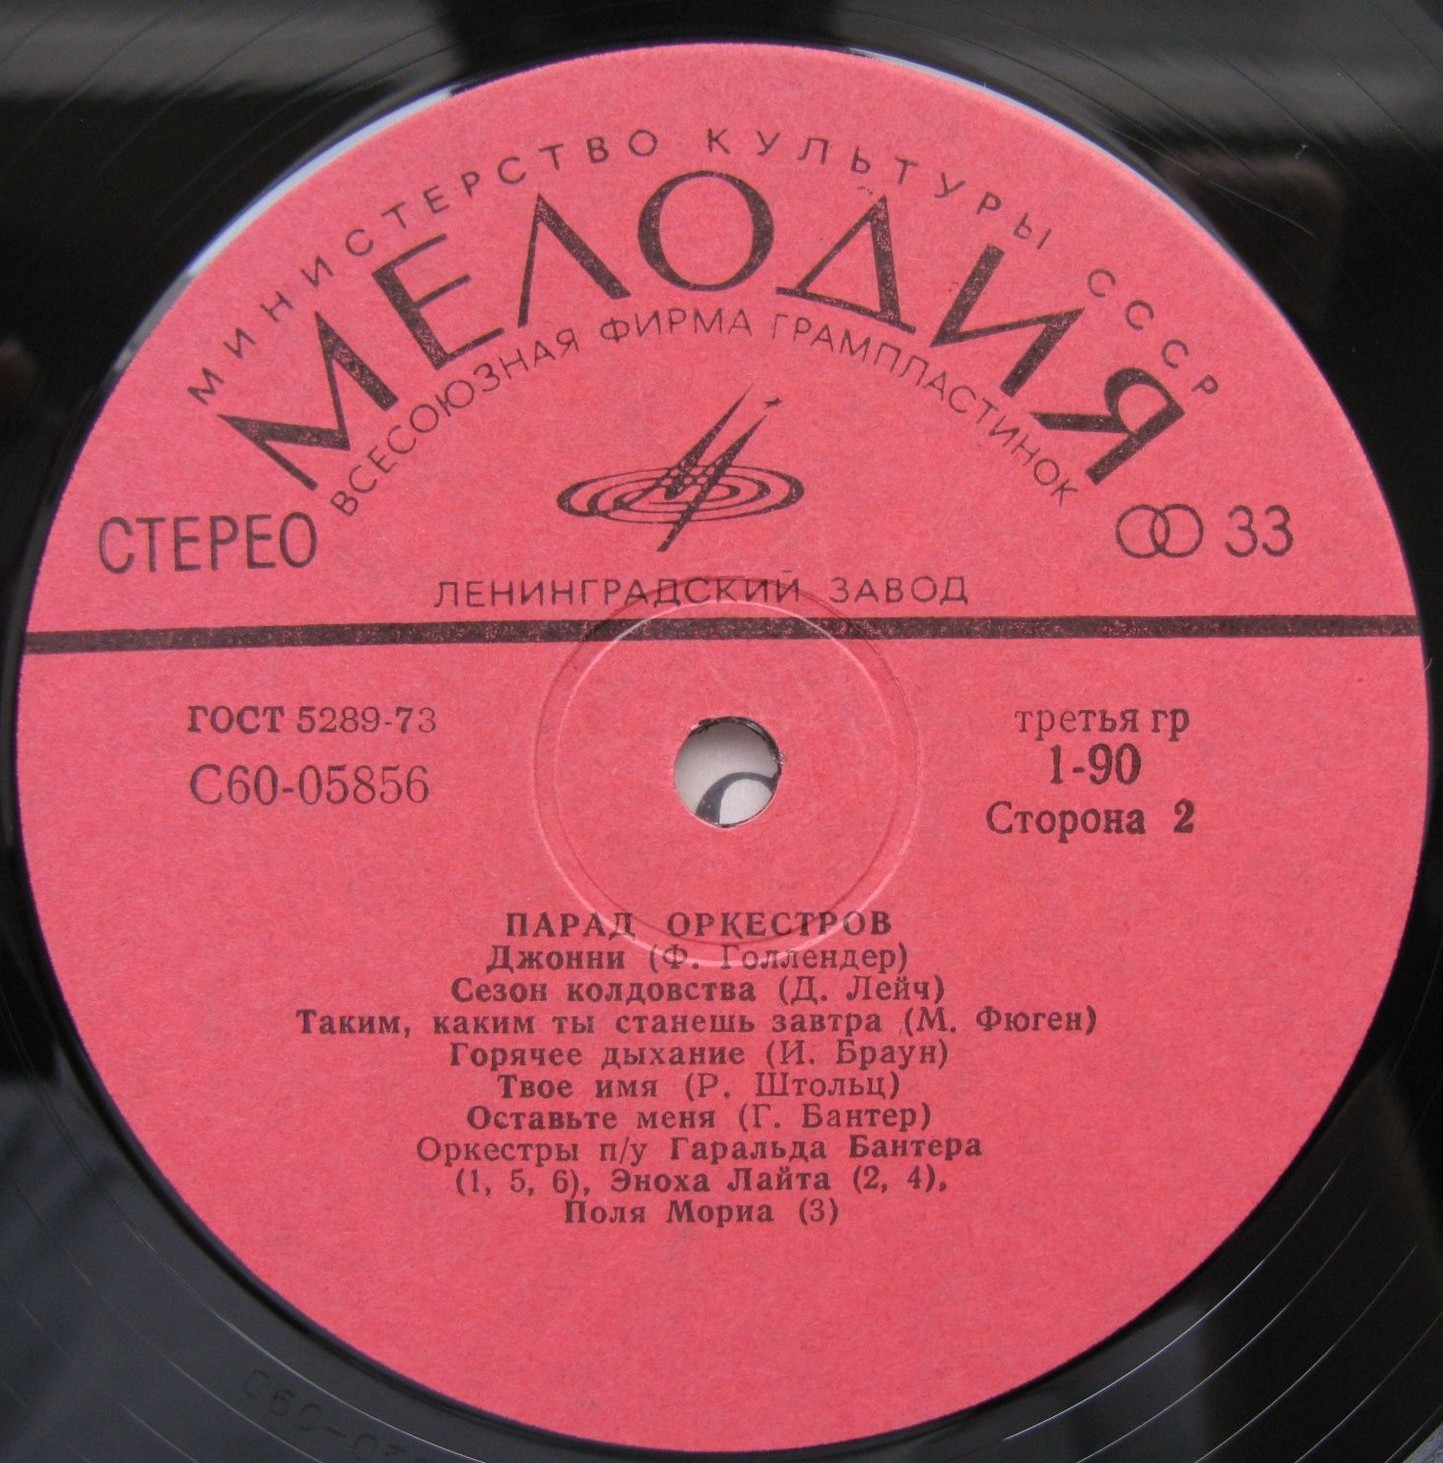 МИНИСТЕРСТВО КУЛЬТУРЫ СССР
МЕЛОДИЯ
ВСЕСОЮЗНАЯ ФИРМА ГРАМПЛАСТИНОК
СТЕРЕО
33
ЛЕНИНГРАДСКИЙ ЗАВОД
ГОСТ 5289-73
третья гр
С60-05856
1-90
Сторона 2
ПАРАД ОРКЕСТРОВ
Джонни (Ф. Голлендер)
Сезон колдовства (Д. Лейч)
Таким, каким ты станешь завтра (М. Фюген)
Горячее дыхание (И. Браун)
Твое имя (Р. Штольц)
Оставьте меня (Г. Бантер)
Оркестры п/у Гаральда Бантера
(1, 5, 6), Эноха Лайта (2, 4),
Поля Мориа (3)